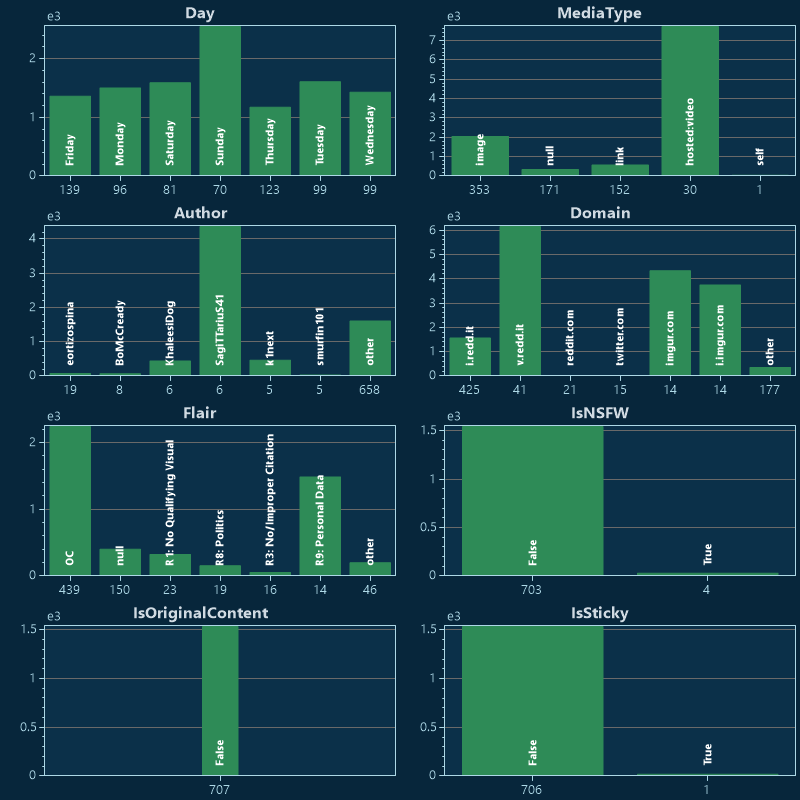 Day
e3
2
1
0
Friday
Monday
Saturday
Sunday
Thursday
Tuesday
Wednesday
139 96 81 70 123 99 99
MediaType
e3
7
6
5
4
3
2
1
0
image
null
link
hosted:video
self
353 171 152 30 1
Author
e3
4
3
2
1
0
eortizospina
BoMcCready
KhaleesiDog
SagiTTariuS41
k1next
smurfin101
other
19 8 6 6 5 5 658
Domain
e3
6
5
4
3
2
1
0
i.redd.it
v.redd.it
reddit.com
twitter.com
imgur.com
i.imgur.com
other
425 41 21 15 14 14 177
Flair
e3
2
1
0
OC
null
R1: No Qualifying Visual
R8: Politics
R3: No/Improper Citation
R9: Personal Data
other
439 150 23 19 16 14 46
IsNSFW
e3
1.5
1
0.5
0
False
True
703 4
IsOriginalContent
e3
1.5
1
0.5
0
False
707
IsSticky
e3
1.5
1
0.5
0
False
True
706 1